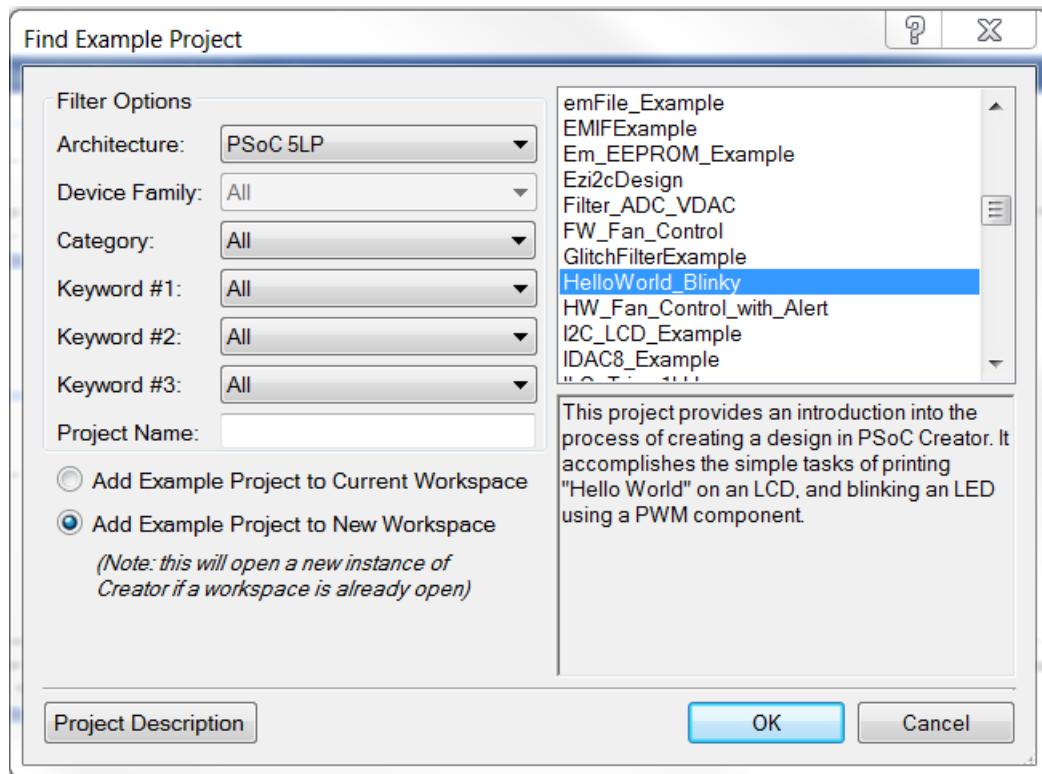 Find Example Project
Filter Options
Architecture: PSoC 5LP
Device Family: All
Category: All
Keyword #1: All
Keyword #2: All
Keyword #3: All
Project Name:
Add Example Project to Current Workspace
Add Example Project to New Workspace
(Note: this will open a new instance of
Creator if a workspace is already open)
emFile_Example
EMIFExample
Em_EEPROM_Example
Ezi2cDesign
Filter_ADC_VDAC
FW_Fan_Control
GlitchFilterExample
HelloWorld_Blinky
HW_Fan_Control_with_Alert
I2C_LCD_Example
IDAC8_Example
This project provides an introduction into the
process of creating a design in PSoC Creator. It
accomplishes the simple tasks of printing
"Hello World" on an LCD, and blinking an LED
using a PWM component.
Project Description
OK
Cancel